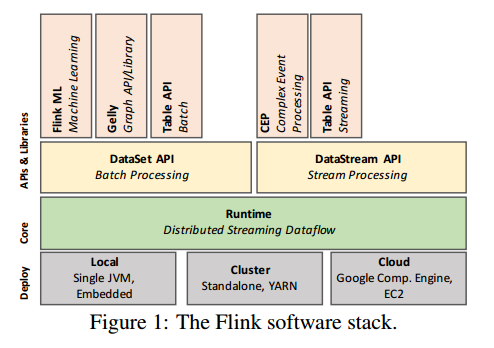 Flink ML
Machine Learning
Gelly
Graph API/Library
Table API
Batch
CEP
Complex Event
Processing
Table API
Streaming
APIs & Libraries
DataSet API
Batch Processing
DataStream API
Stream Processing
Core
Runtime
Distributed Streaming Dataflow
Deploy
Local
Single JVM,
Embedded
Cluster
Standalone, YARN
Cloud
Google Comp. Engine,
EC2
Figure 1: The Flink software stack.